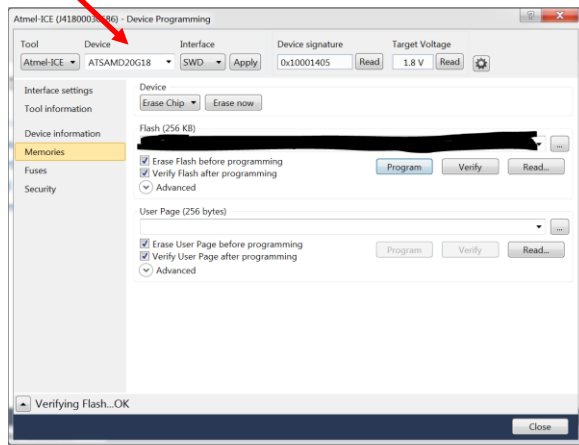 Atmel-ICE (J41800038686) - Device Programming
Tool Device Interface Device signature Target Voltage
Atmel-ICE ATSAMD20G18 SWD Apply 0x10001405 Read 1.8 V Read
Interface settings
Tool information
Device information
Memories
Fuses
Security
Device
Erase Chip Erase now
Flash (256 KB)
...
Erase Flash before programming
Verify Flash after programming
Program Verify Read...
Advanced
User Page (256 bytes)
...
Erase User Page before programming
Verify User Page after programming
Program Verify Read...
Advanced
Verifying Flash...OK
Close